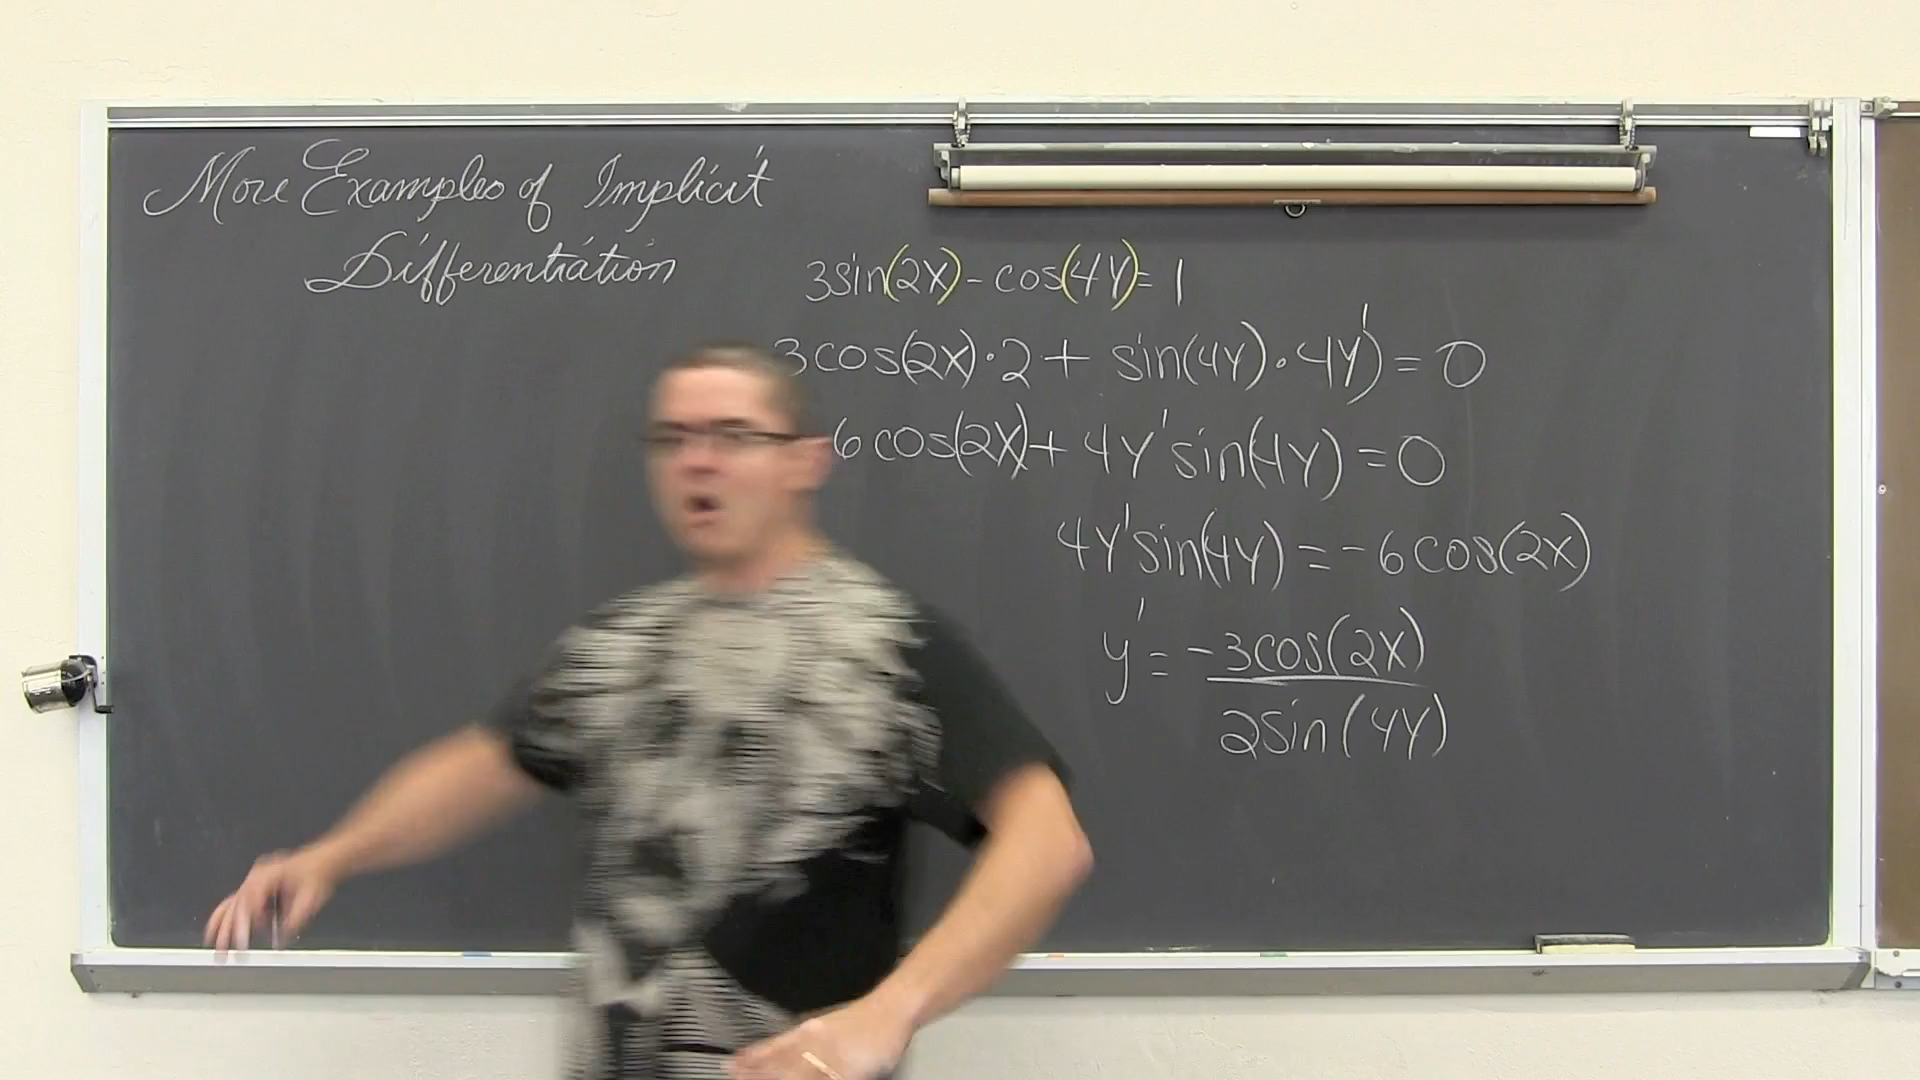 More Examples of Implicit
Differentiation
3sin(2x)-cos(4y)=1
3cos(2x)·2+ sin(4y)·4y')=0
6cos(2x)+4y'sin(4y)=0
4y'sin(4y)=-6cos(2x)
y'=-3cos(2x)
2sin(4y)